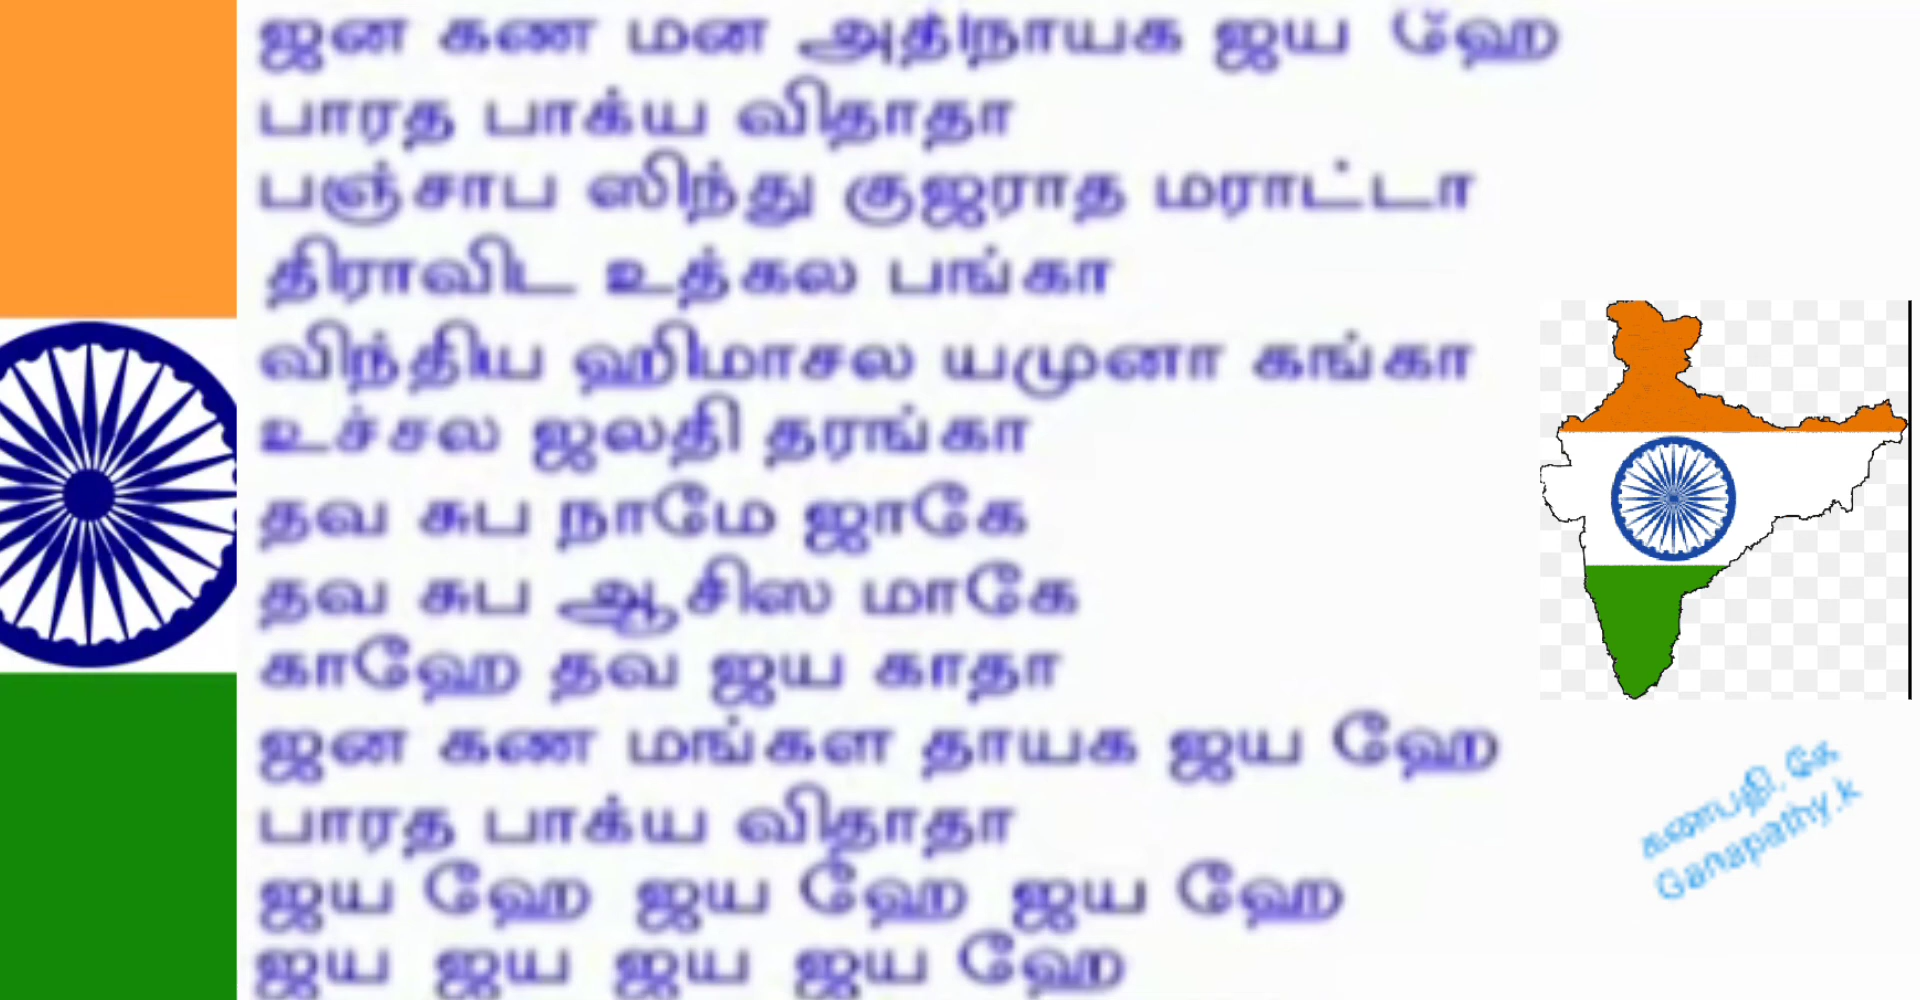 ஜன கண மன அதிநாயக ஜய ஹே
பாரத பாக்ய விதாதா
பஞ்சாப ஸிந்து குஜராத மராட்டா
திராவிட உத்கல பங்கா
விந்திய ஹிமாசல யமுனா கங்கா
உச்சல ஜலதி தரங்கா
தவ சுப நாமே ஜாகே
தவ சுப ஆசிஸ மாகே
காஹே தவ ஜய காதா
ஜன கண மங்கள தாயக ஜய ஹே
பாரத பாக்ய விதாதா
ஜய ஹே ஜய ஹே ஜய ஹே
ஜய ஜய ஜய ஜய ஹே
கணபதி. கே
Ganapathy.k